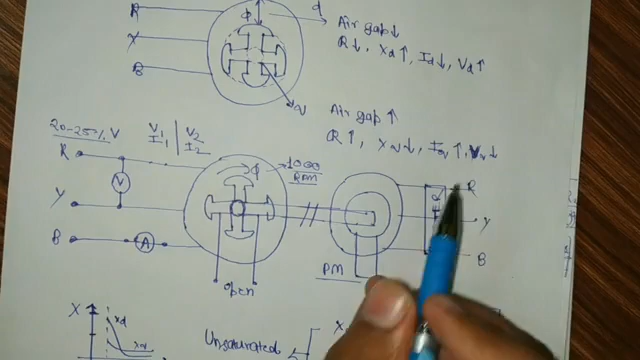 R
Y
B
ϕ
d
Air gap↓
R↓, Xd↑, Id↓, Vd↑
q
Air gap ↑
R↑, Xq↓, Iq↑, Vq↓
20-25% V
V1/I1 | V2/I2
R
Y
B
V
A
ϕ
1000
RPM
open
PM
R
Y
B
X
Xd
Xq
Unsaturated
X